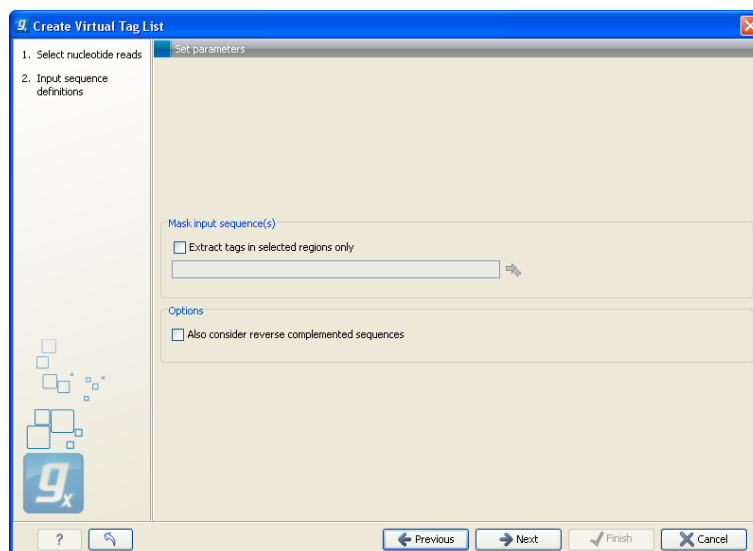 Create Virtual Tag List
1. Select nucleotide reads
2. Input sequence
definitions
Set parameters
Mask input sequence(s)
Extract tags in selected regions only
Options
Also consider reverse complemented sequences
gx
?
Previous
Next
Finish
Cancel